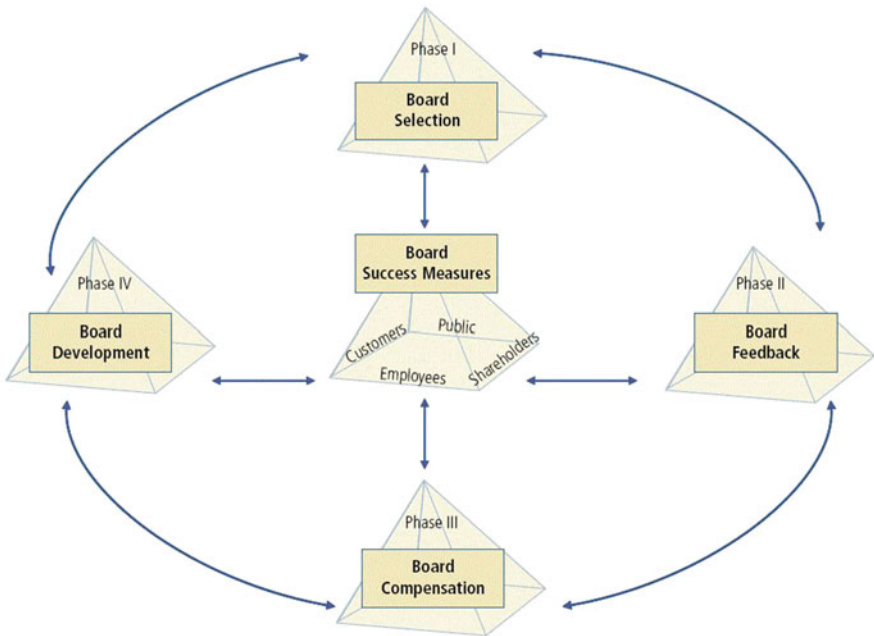 Phase I
Board
Selection
Board
Success Measures
Customers
Public
Employees
Shareholders
Phase IV
Board
Development
Phase II
Board
Feedback
Phase III
Board
Compensation